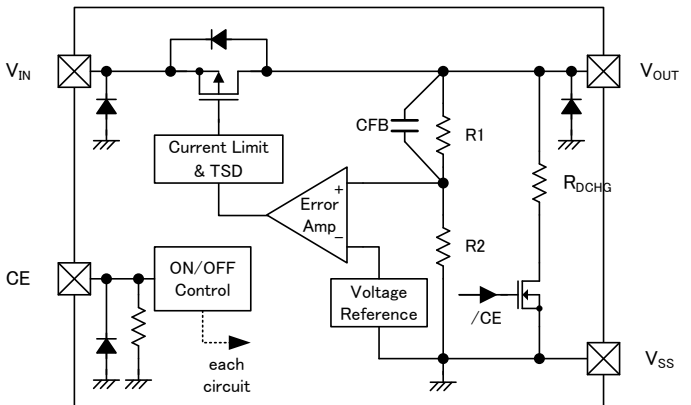 VIN
VOUT
CFB
R1
Current Limit
& TSD
RDCHG
+
Error
Amp
−
R2
CE
ON/OFF
Control
Voltage
Reference
/CE
each
circuit
VSS